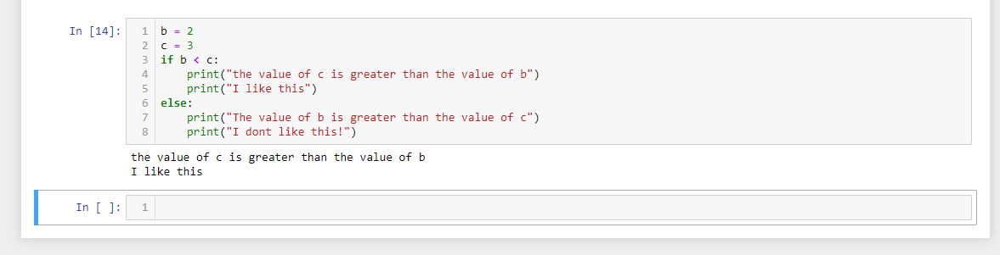 In [14]:
1 b = 2
2 c = 3
3 if b < c:
4     print("the value of c is greater than the value of b")
5     print("I like this")
6 else:
7     print("The value of b is greater than the value of c")
8     print("I dont like this!")
the value of c is greater than the value of b
I like this
In [ ]: 1